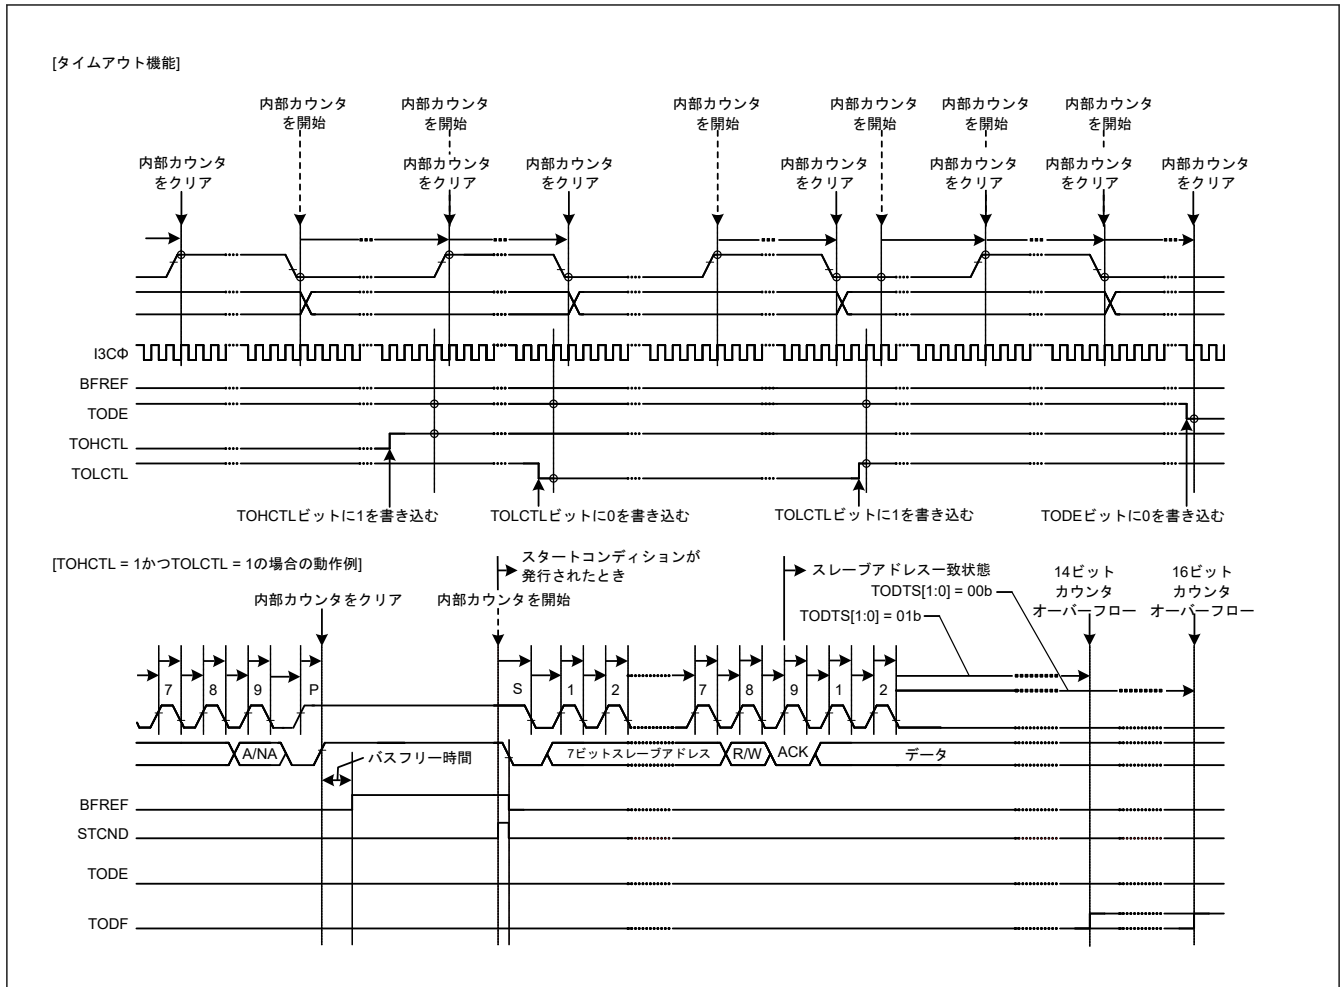 [タイムアウト機能]
内部カウンタ
を開始
内部カウンタ
を開始
内部カウンタ
を開始
内部カウンタ
を開始
内部カウンタ
を開始
内部カウンタ
を開始
内部カウンタ
をクリア
内部カウンタ
をクリア
内部カウンタ
をクリア
内部カウンタ
をクリア
内部カウンタ
をクリア
内部カウンタ
をクリア
内部カウンタ
をクリア
I3CΦ
BFREF
TODE
TOHCTL
TOLCTL
TOHCTLビットに1を書き込む
TOLCTLビットに0を書き込む
TOLCTLビットに1を書き込む
TODEビットに0を書き込む
[TOHCTL = 1かつTOLCTL = 1の場合の動作例]
スタートコンディションが
発行されたとき
スレーブアドレス一致状態
TODTS[1:0] = 00b
TODTS[1:0] = 01b
14ビット
カウンタ
オーバーフロー
16ビット
カウンタ
オーバーフロー
内部カウンタをクリア
内部カウンタを開始
7 8 9 P S 1 2 7 8 9 1 2
A/NA
バスフリー時間
7ビットスレーブアドレス
R/W
ACK
データ
BFREF
STCND
TODE
TODF